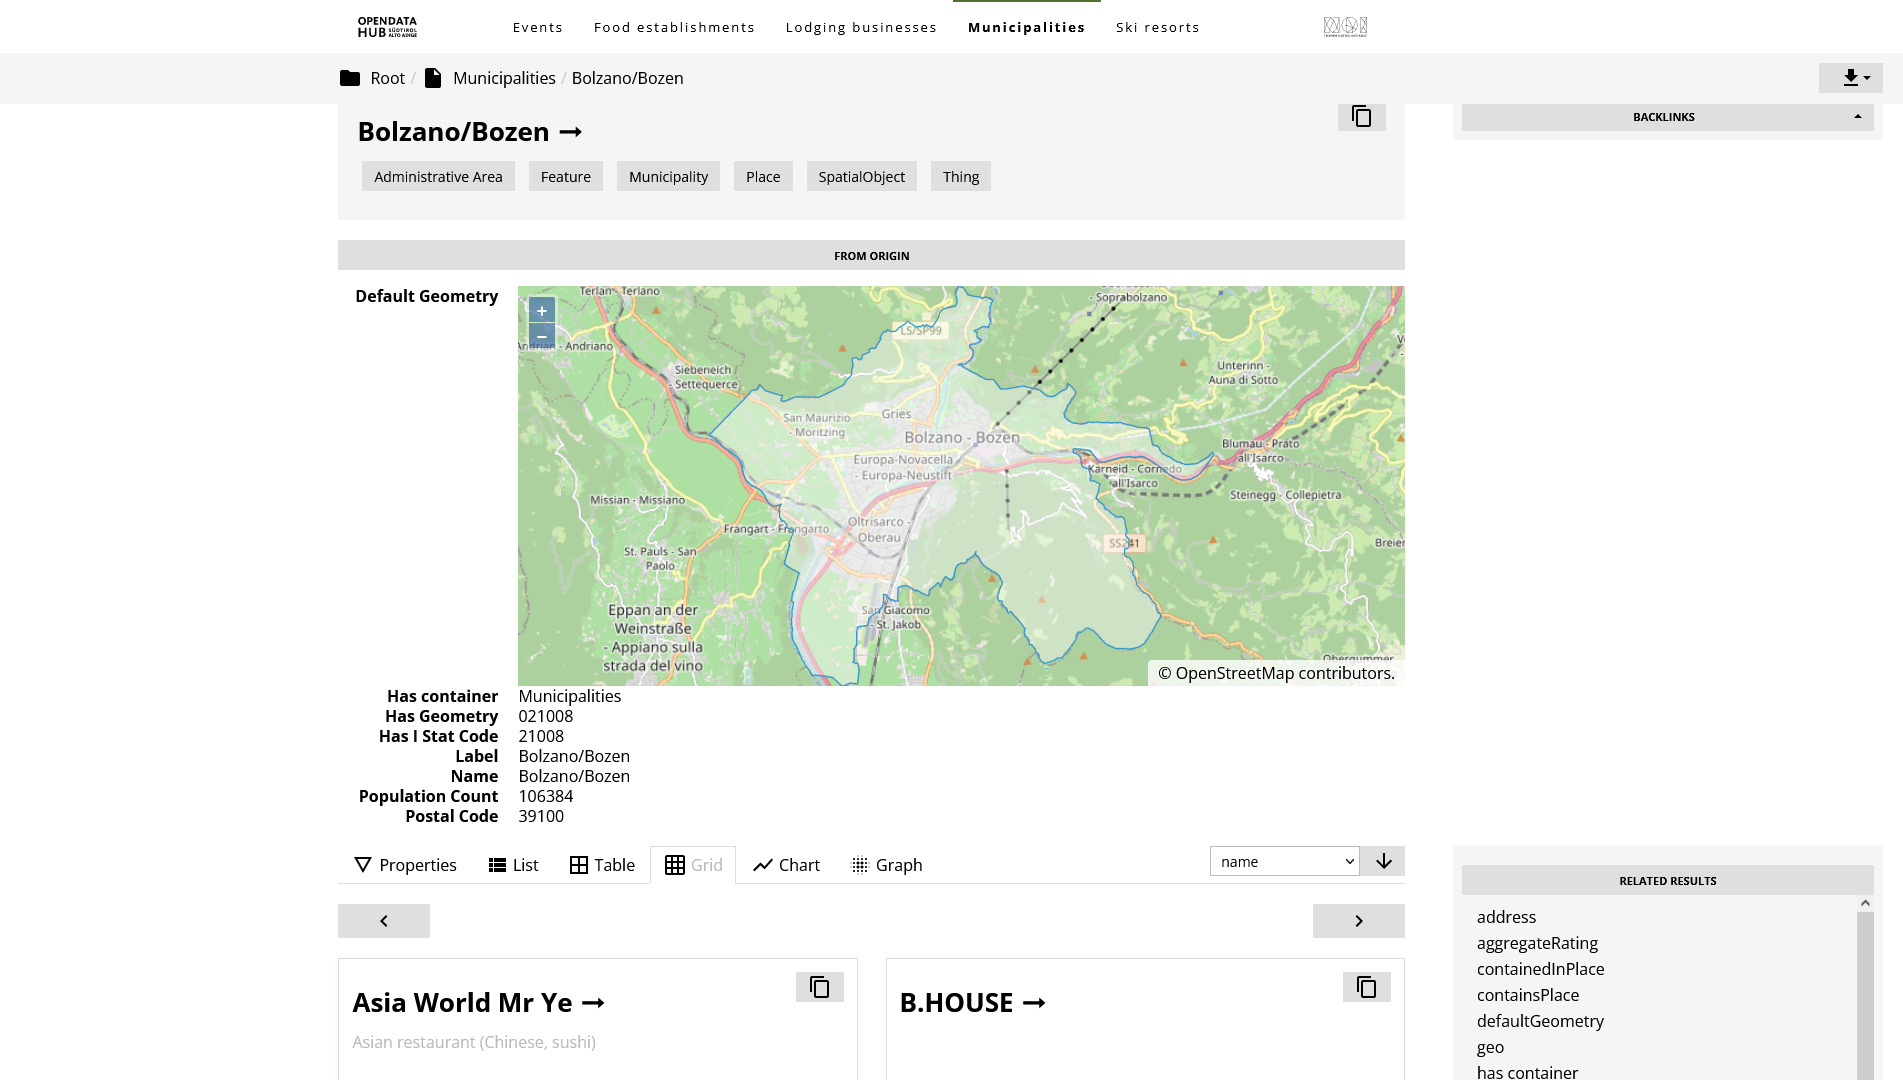 OPENDATA
HUB SÜDTIROL
ALTO ADIGE
Events
Food establishments
Lodging businesses
Municipalities
Ski resorts
Root / Municipalities / Bolzano/Bozen
BACKLINKS
Bolzano/Bozen →
Administrative Area
Feature
Municipality
Place
SpatialObject
Thing
FROM ORIGIN
Default Geometry
+
−
Terlan - Terlano
- Soprabolzano
LS/SP99
Andrian - Andriano
Siebeneich
- Settequerce
Unterinn -
Auna di Sotto
San Maurizio
- Moritzing
Gries
Bolzano - Bozen
Blumau - Prato
all'Isarco
Europa-Novacella
- Europa-Neustift
Karneid - Cornedo
all'Isarco
Missian - Missiano
Steinegg - Collepietra
Frangart - Frangarto
Oltrisarco -
Oberau
SS241
Breien
St. Pauls - San
Paolo
Eppan an der
Weinstraße
- Appiano sulla
strada del vino
San Giacomo
- St. Jakob
Obergummer
© OpenStreetMap contributors.
Has container Municipalities
Has Geometry 021008
Has I Stat Code 21008
Label Bolzano/Bozen
Name Bolzano/Bozen
Population Count 106384
Postal Code 39100
Properties
List
Table
Grid
Chart
Graph
name
RELATED RESULTS
address
aggregateRating
containedInPlace
containsPlace
defaultGeometry
geo
has container
Asia World Mr Ye →
Asian restaurant (Chinese, sushi)
B.HOUSE →